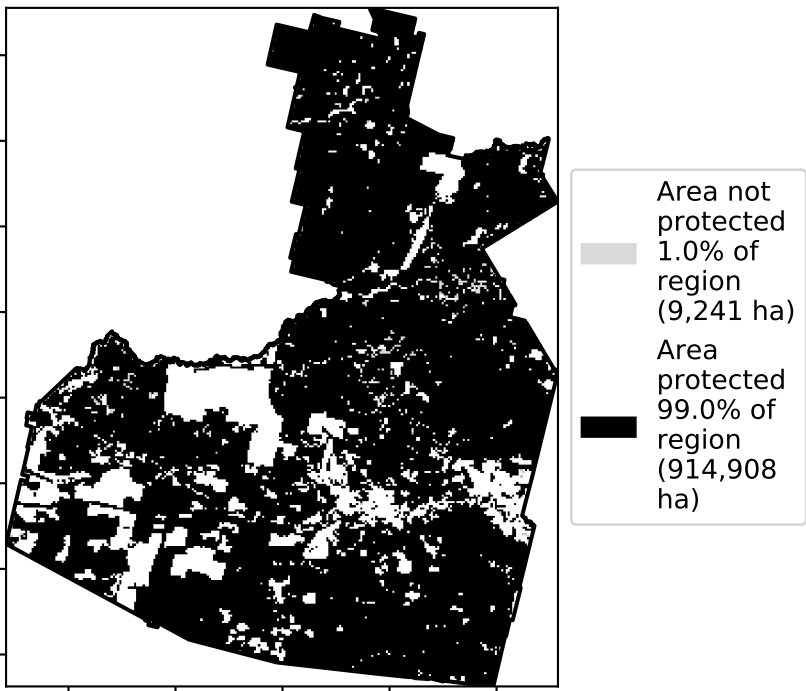 Area not
protected
1.0% of
region
(9,241 ha)
Area
protected
99.0% of
region
(914,908
ha)